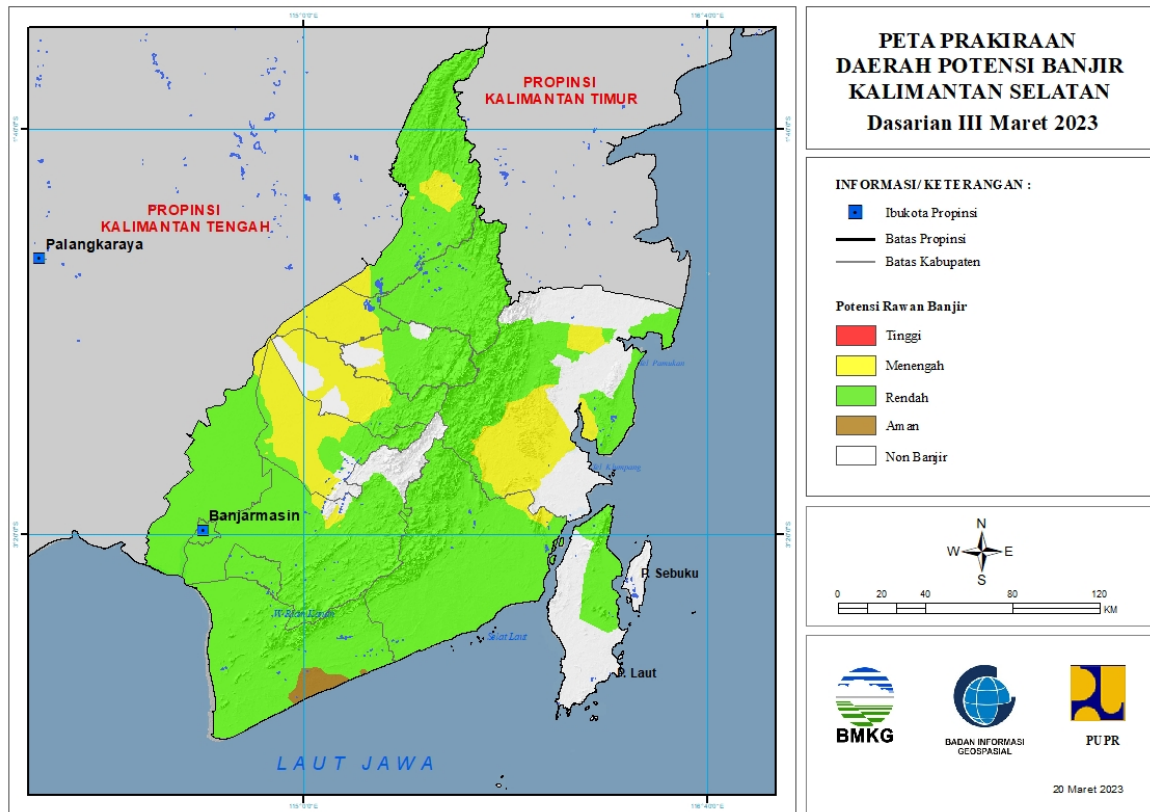 PETA PRAKIRAAN
DAERAH POTENSI BANJIR
KALIMANTAN SELATAN
Dasarian III Maret 2023
INFORMASI/ KETERANGAN :
Ibukota Propinsi
Batas Propinsi
Batas Kabupaten
Potensi Rawan Banjir
Tinggi
Menengah
Rendah
Aman
Non Banjir
N
W E
S
0 20 40 80 120
KM
BMKG
BADAN INFORMASI
GEOSPASIAL
PUPR
20 Maret 2023
PROPINSI
KALIMANTAN TIMUR
PROPINSI
KALIMANTAN TENGAH
Palangkaraya
Banjarmasin
P. Sebuku
P. Laut
Selat Laut
LAUT JAWA